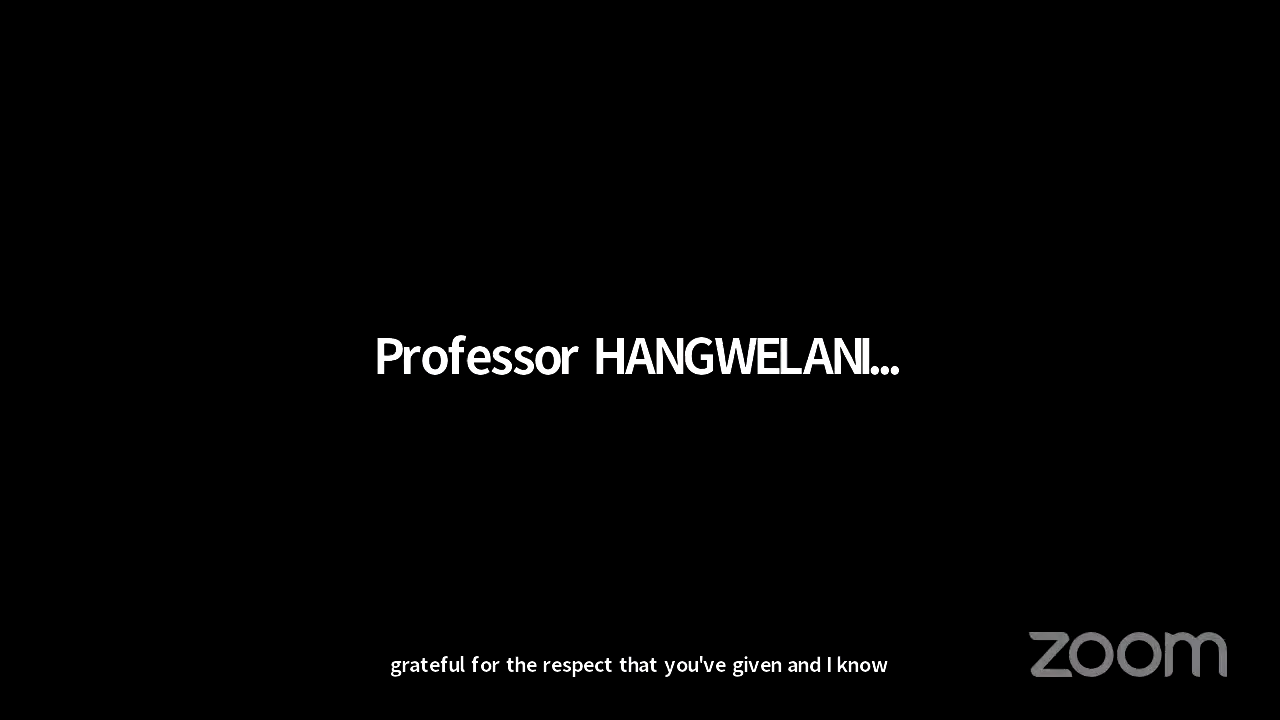 Professor HANGWELANI...
grateful for the respect that you've given and I know
zoom